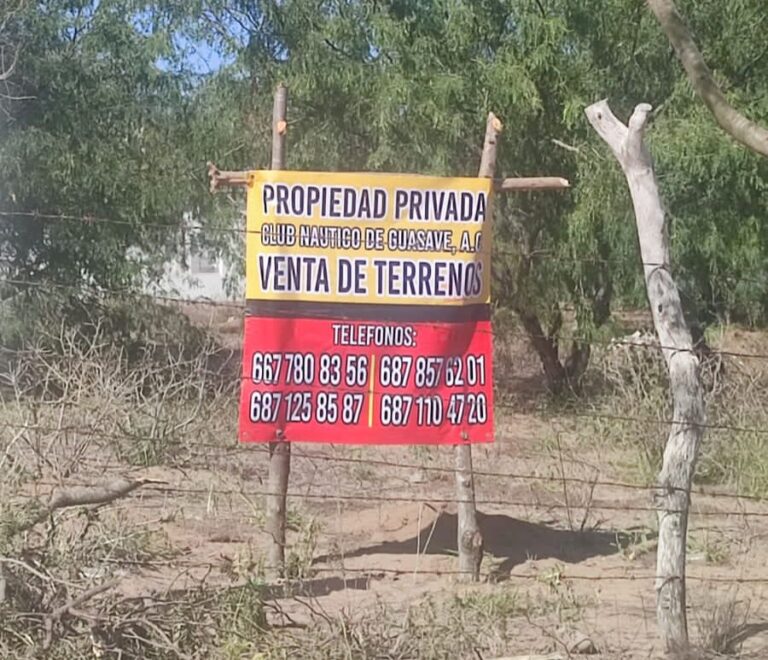 PROPIEDAD PRIVADA
CLUB NAUTICO DE GUASAVE, A.C
VENTA DE TERRENOS
TELEFONOS:
667 780 83 56 687 857 62 01
687 125 85 87 687 110 47 20